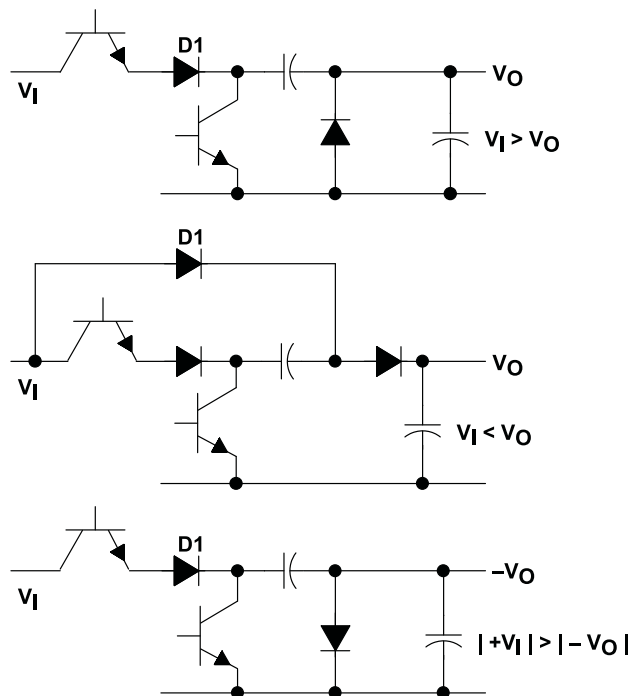 D1
VI
VO
VI > VO
D1
VI
VO
VI < VO
D1
VI
–VO
| +VI | > | – VO |